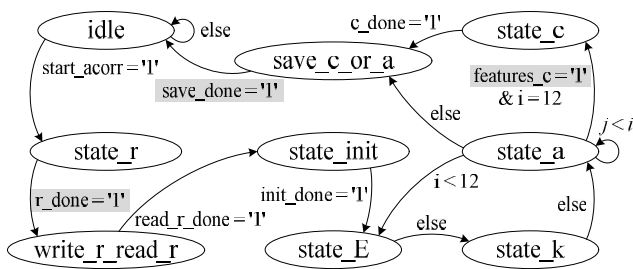 idle
else
start_acorr = '1'
save_c_or_a
save_done = '1'
c_done = '1'
state_c
features_c = '1'
& i = 12
else
state_r
state_init
state_a
j < i
i < 12
r_done = '1'
read_r_done = '1'
init_done = '1'
write_r_read_r
state_E
else
state_k
else